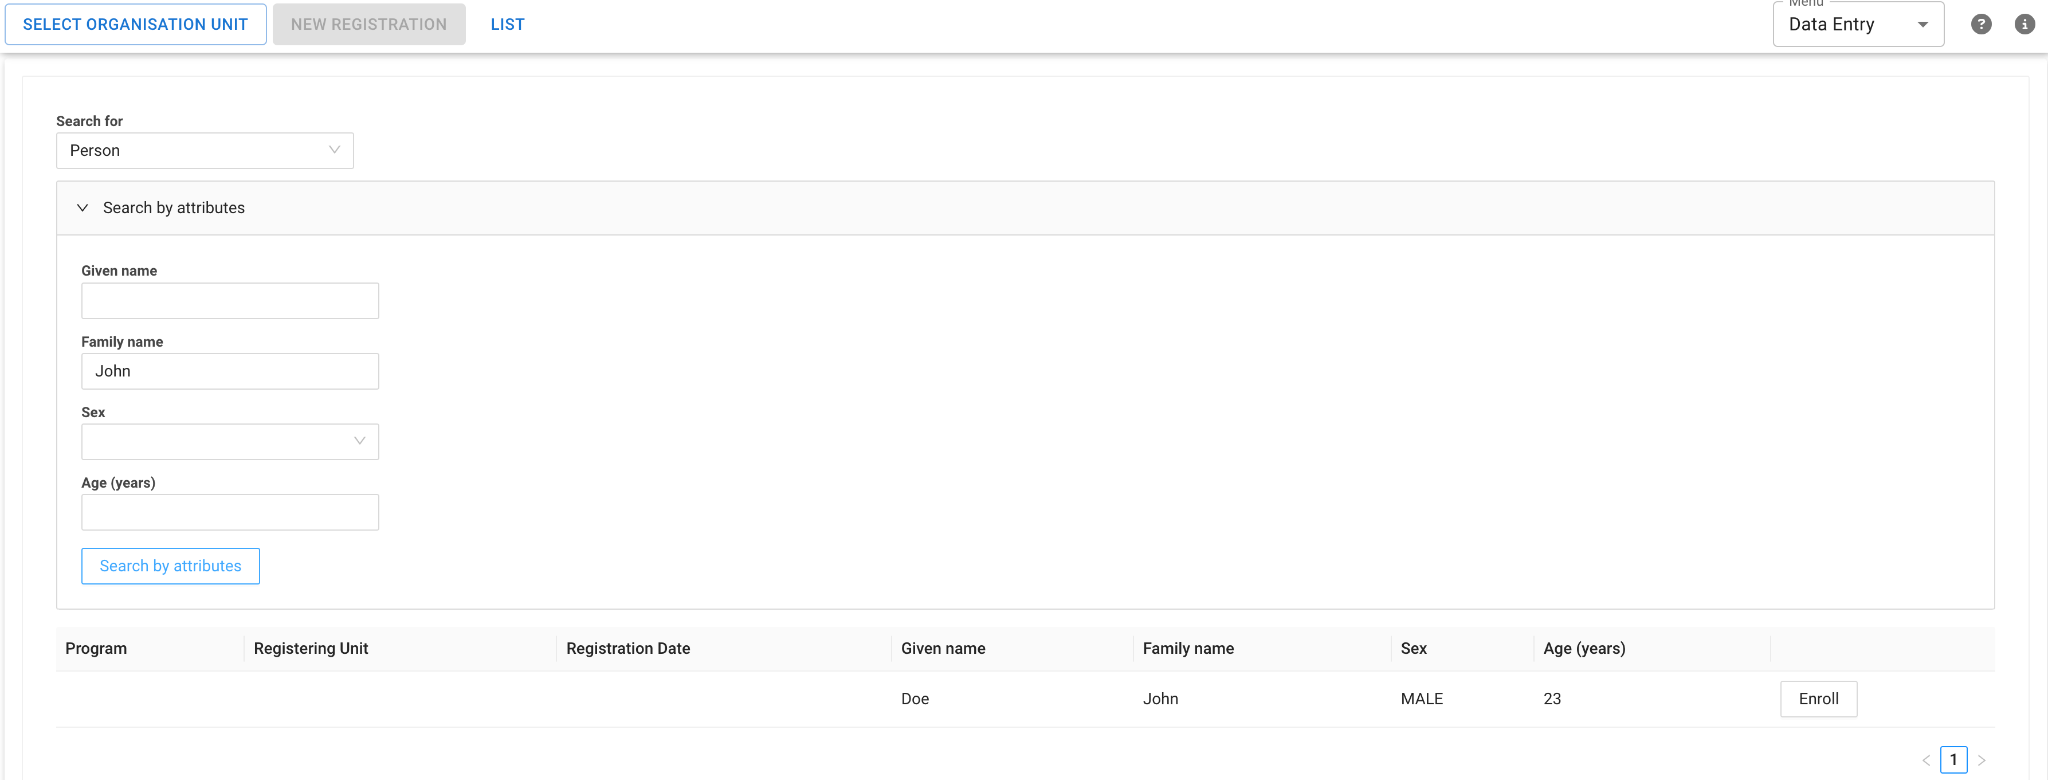 SELECT ORGANISATION UNIT NEW REGISTRATION LIST Menu Data Entry ? i
Search for
Person
Search by attributes
Given name
Family name
John
Sex
Age (years)
Search by attributes
Program Registering Unit Registration Date Given name Family name Sex Age (years)
Doe John MALE 23 Enroll
< 1 >